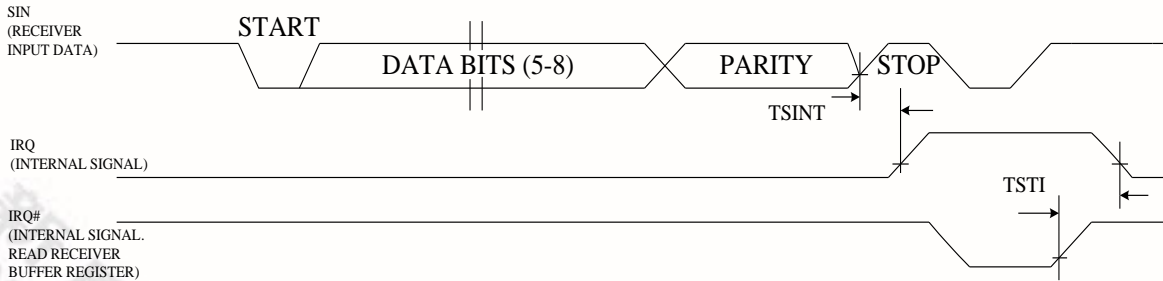 SIN
(RECEIVER
INPUT DATA)
START
DATA BITS (5-8)
PARITY
STOP
TSINT
IRQ
(INTERNAL SIGNAL)
TSTI
IRQ#
(INTERNAL SIGNAL.
READ RECEIVER
BUFFER REGISTER)